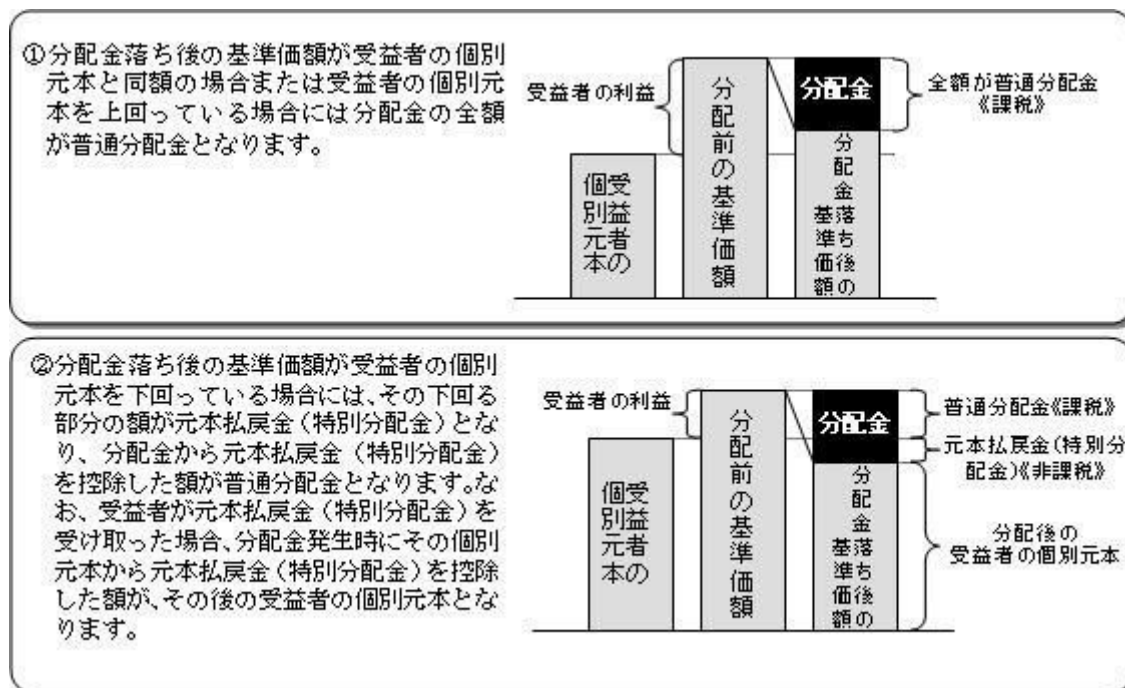 ①分配金落ち後の基準価額が受益者の個別
元本と同額の場合または受益者の個別元
本を上回っている場合には分配金の全額
が普通分配金となります。
受益者の利益
受益者の
個別元本
分配前の基準価額
分配金
分配金落ち後の
基準価額
全額が普通分配金
《課税》
②分配金落ち後の基準価額が受益者の個別
元本を下回っている場合には、その下回る
部分の額が元本払戻金(特別分配金)とな
り、分配金から元本払戻金(特別分配金)
を控除した額が普通分配金となります。な
お、受益者が元本払戻金(特別分配金)を
受け取った場合、分配金発生時にその個別
元本から元本払戻金(特別分配金)を控除
した額が、その後の受益者の個別元本とな
ります。
受益者の利益
受益者の
個別元本
分配前の基準価額
分配金
分配金落ち後の
基準価額
普通分配金《課税》
元本払戻金(特別分
配金)《非課税》
分配後の
受益者の個別元本